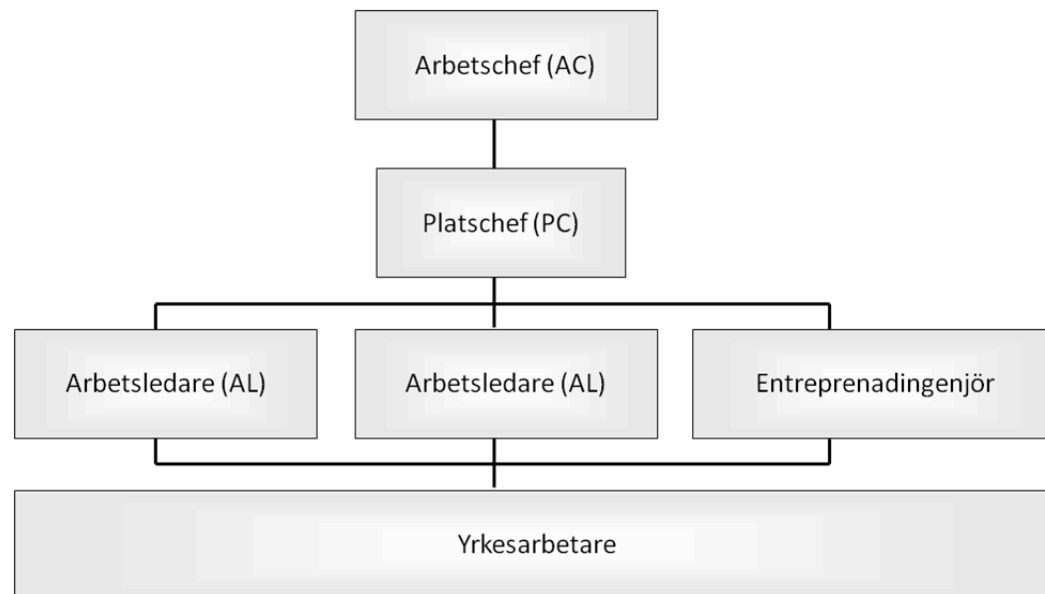 Arbetschef (AC)
Platschef (PC)
Arbetsledare (AL)
Arbetsledare (AL)
Entreprenadingenjör
Yrkesarbetare